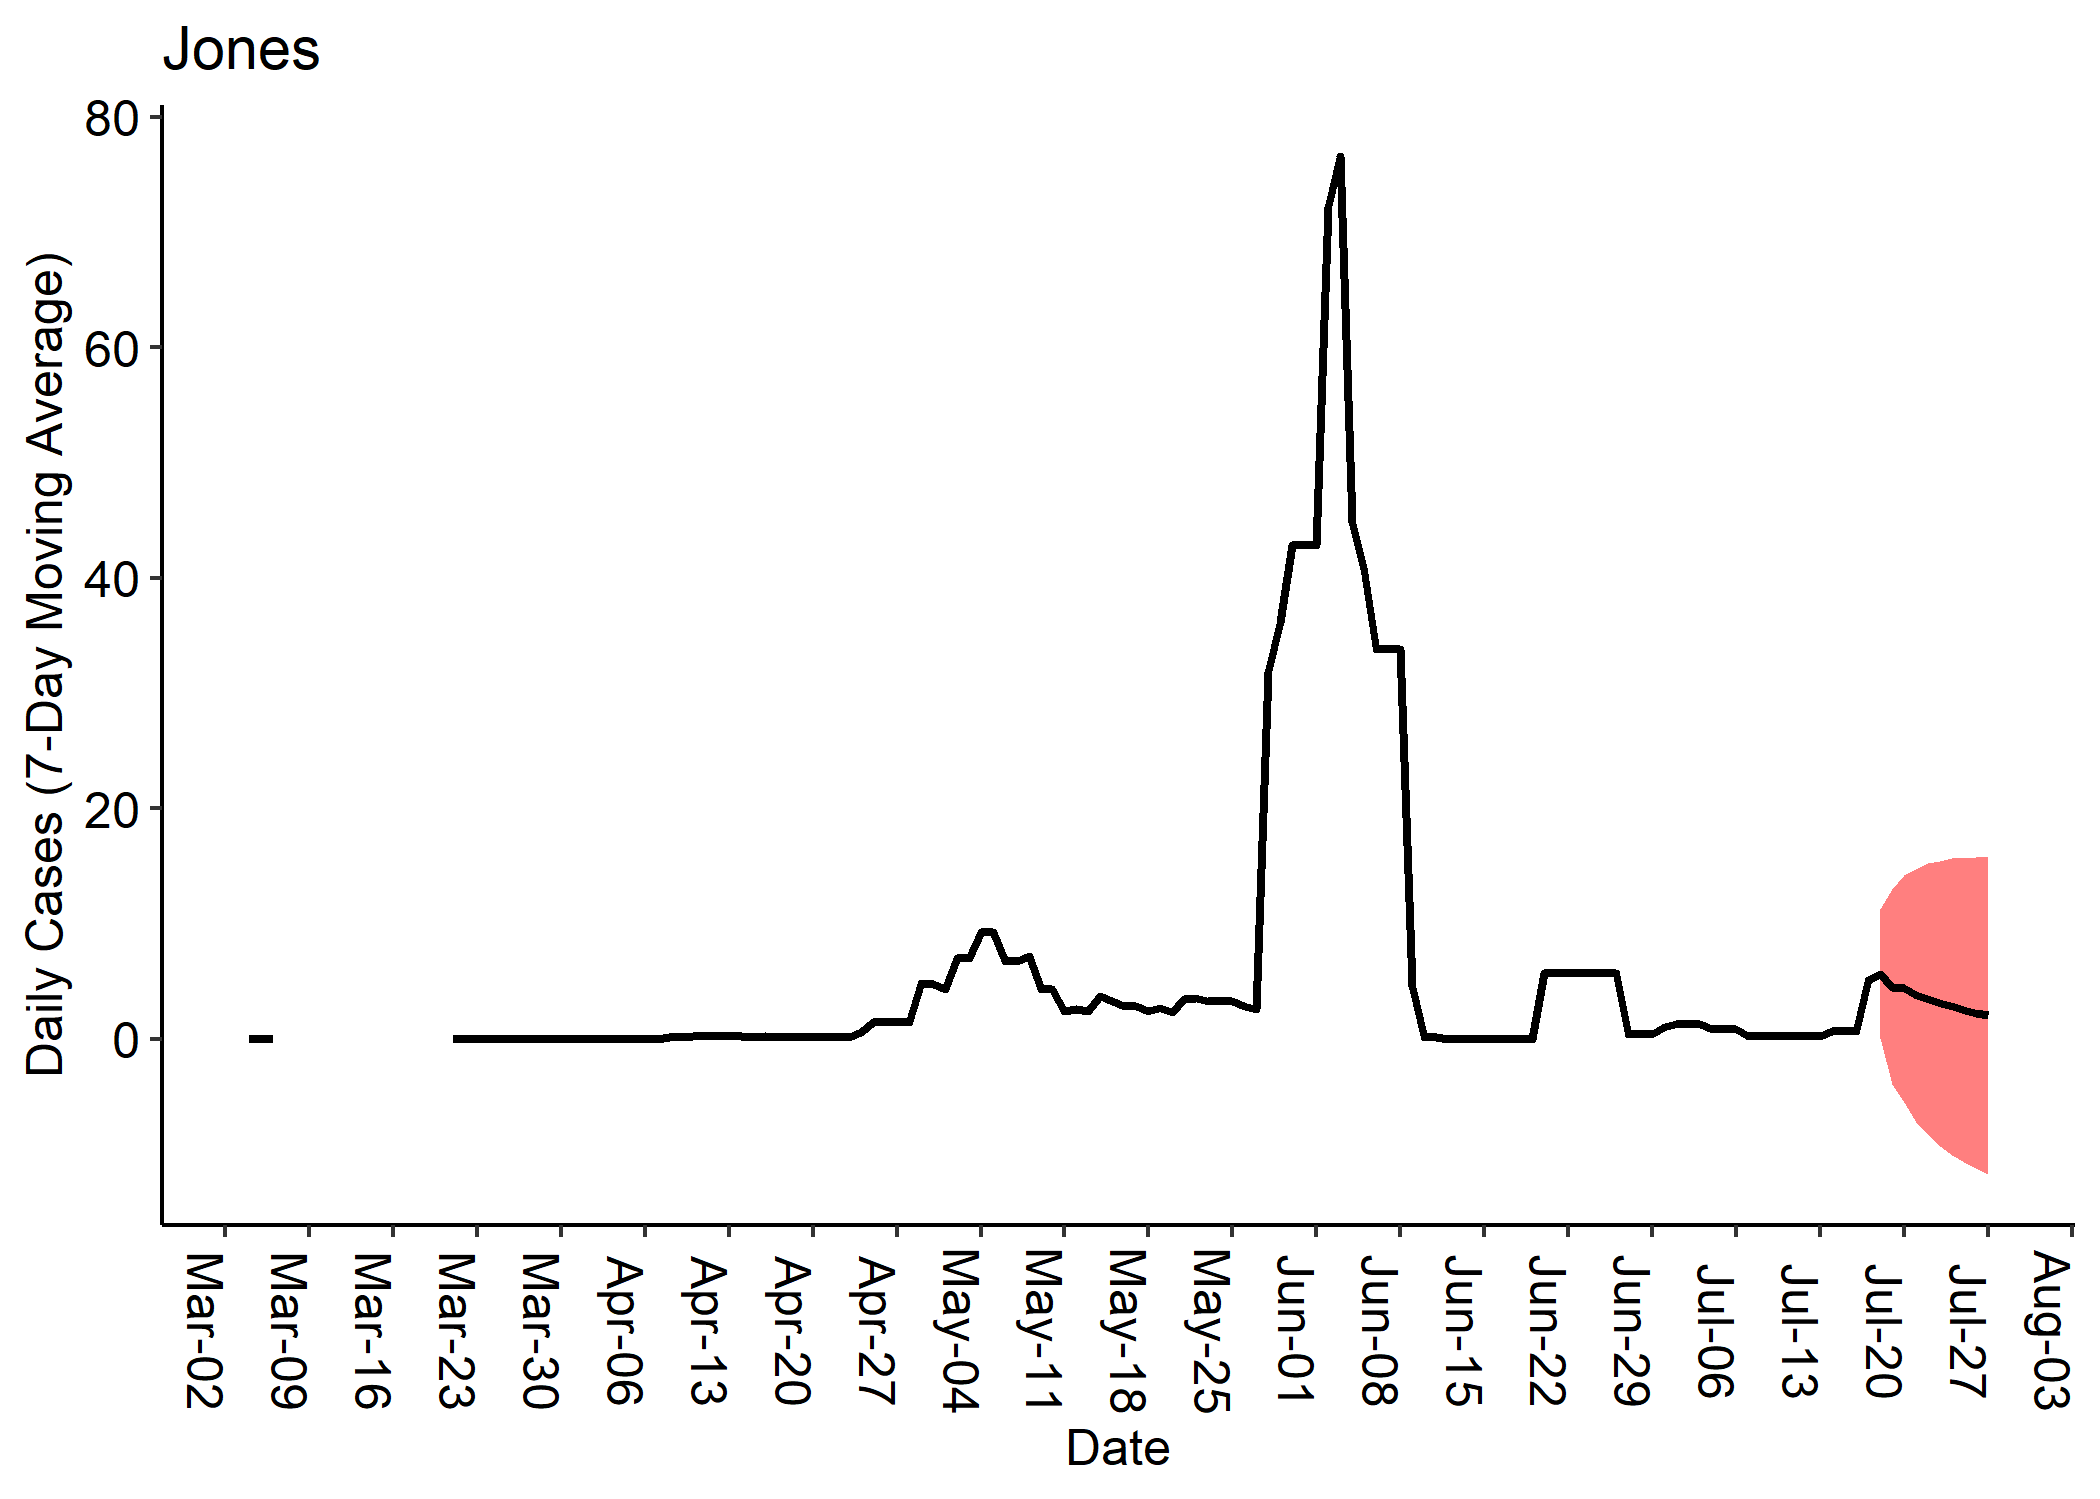 Jones
Daily Cases (7-Day Moving Average)
80
60
40
20
0
Mar-02
Mar-09
Mar-16
Mar-23
Mar-30
Apr-06
Apr-13
Apr-20
Apr-27
May-04
May-11
May-18
May-25
Jun-01
Jun-08
Jun-15
Jun-22
Jun-29
Jul-06
Jul-13
Jul-20
Jul-27
Aug-03
Date